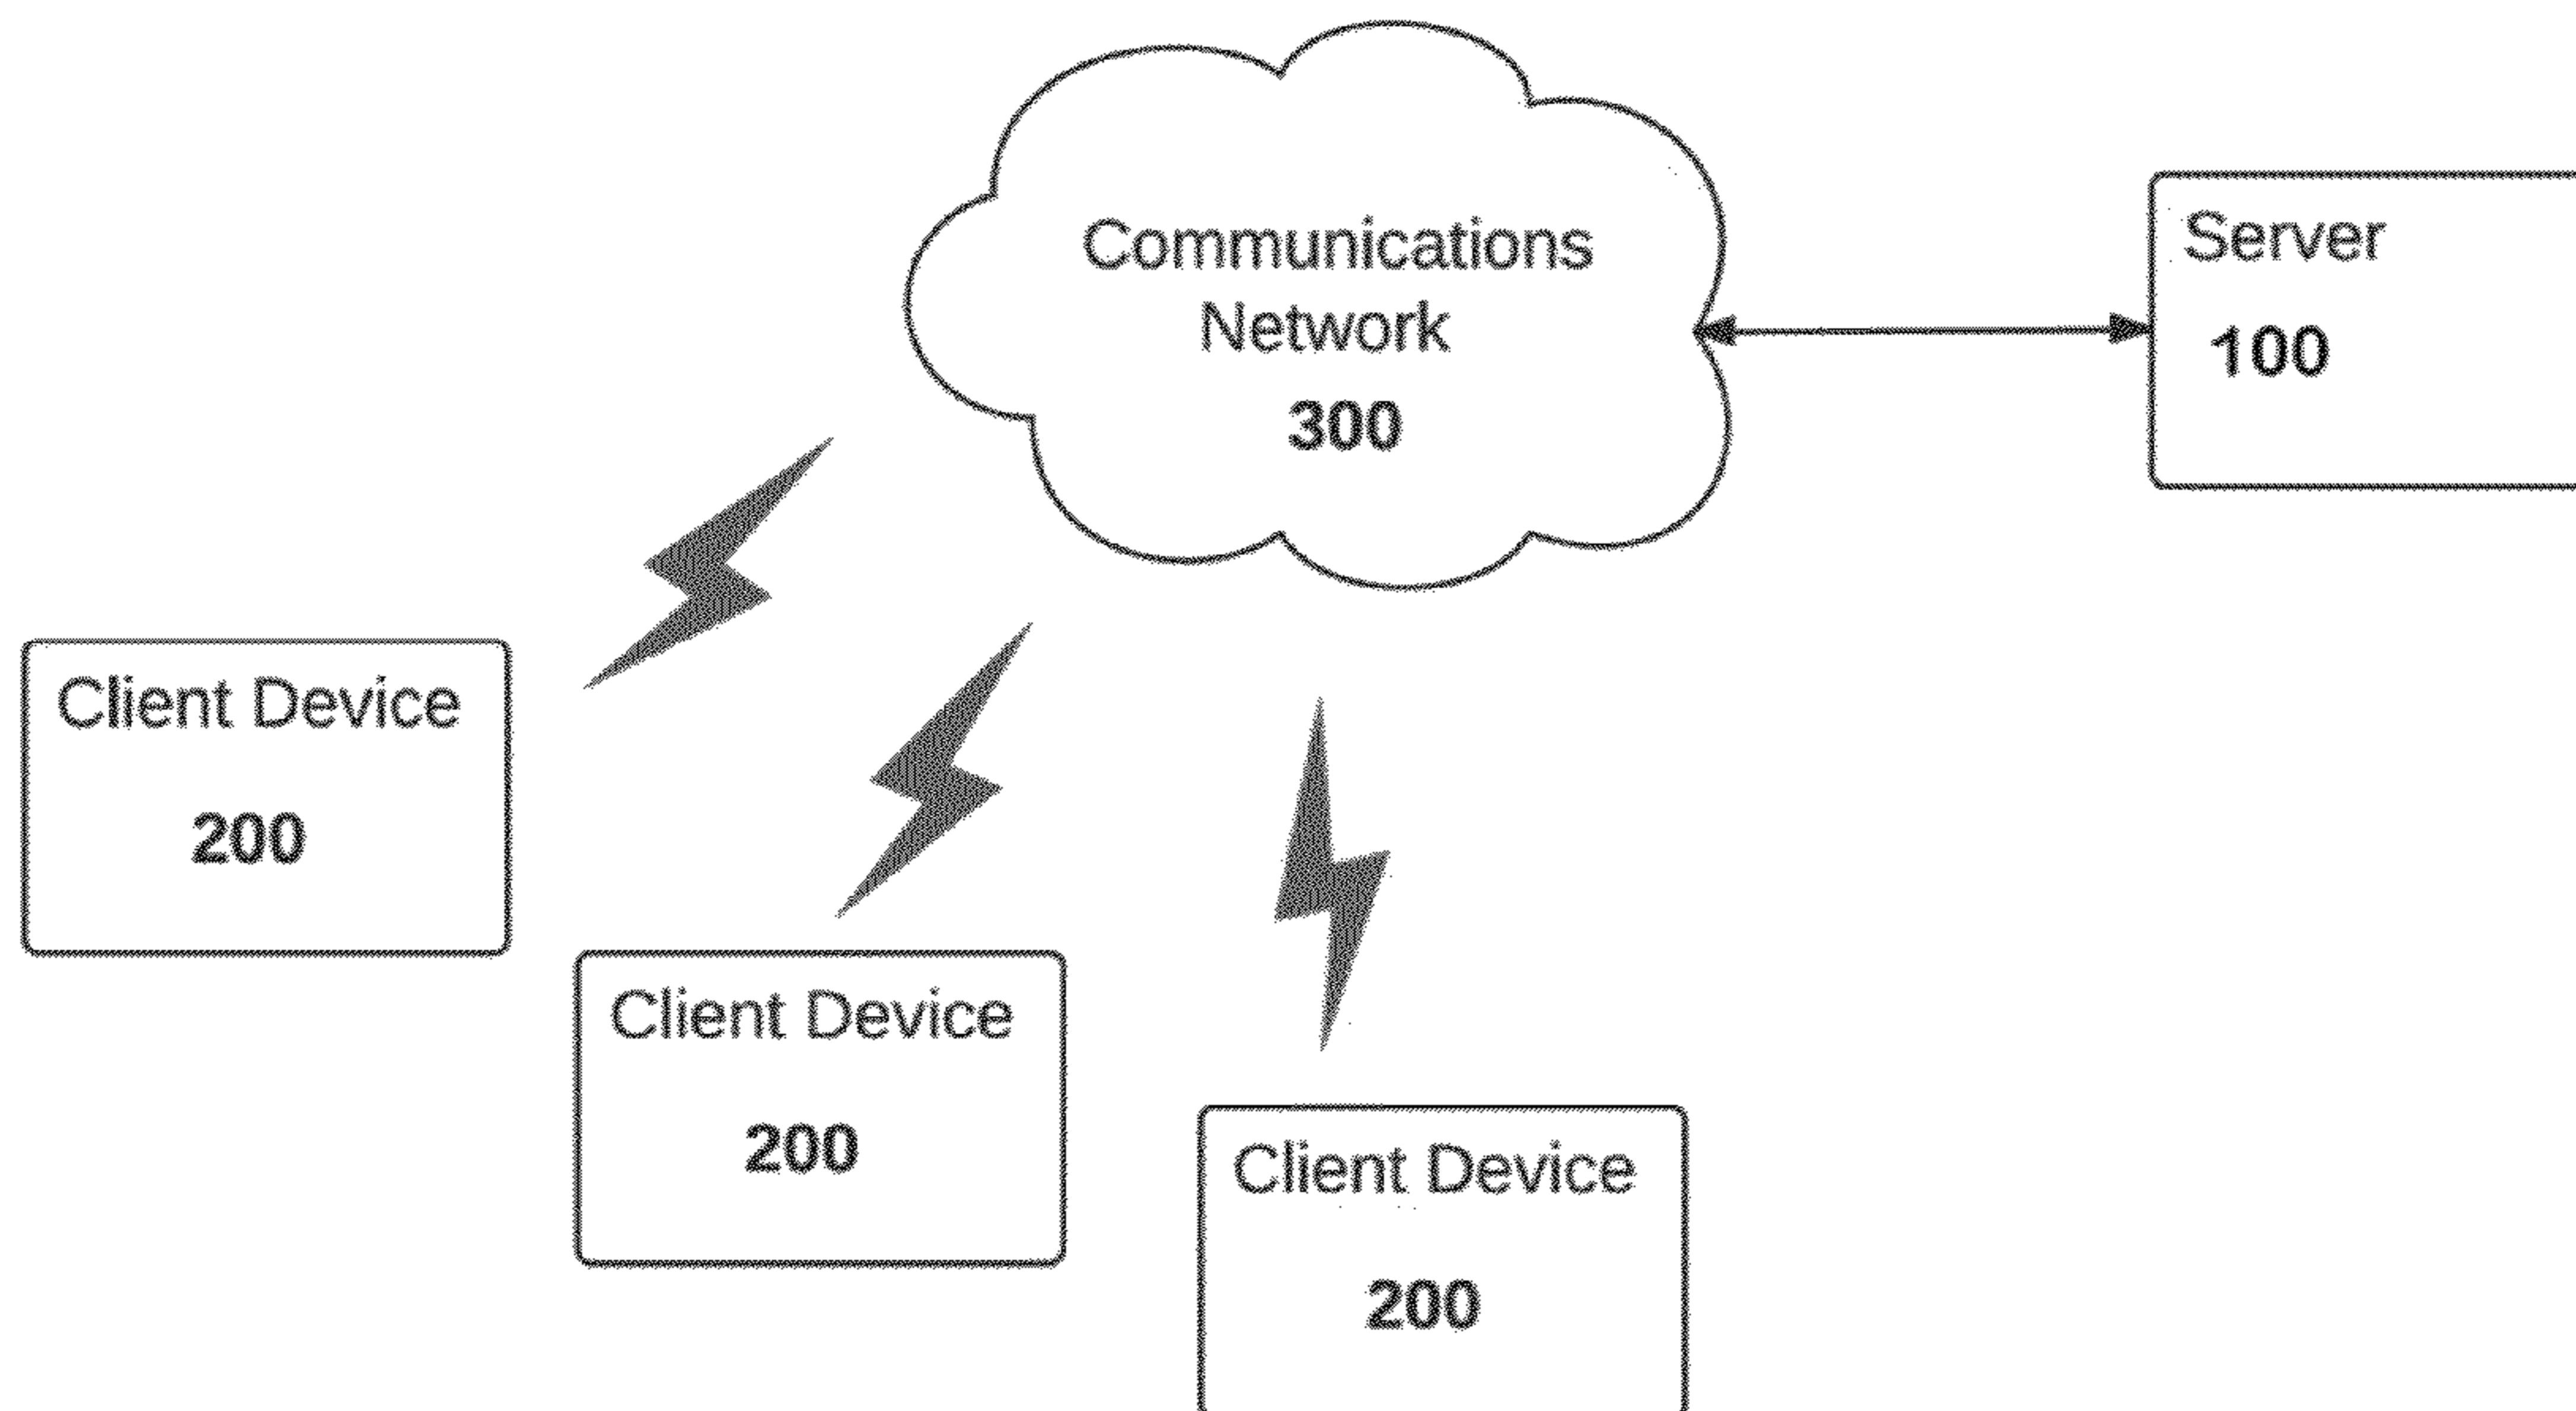 Communications
Network
300
Server
100
Client Device
200
Client Device
200
Client Device
200